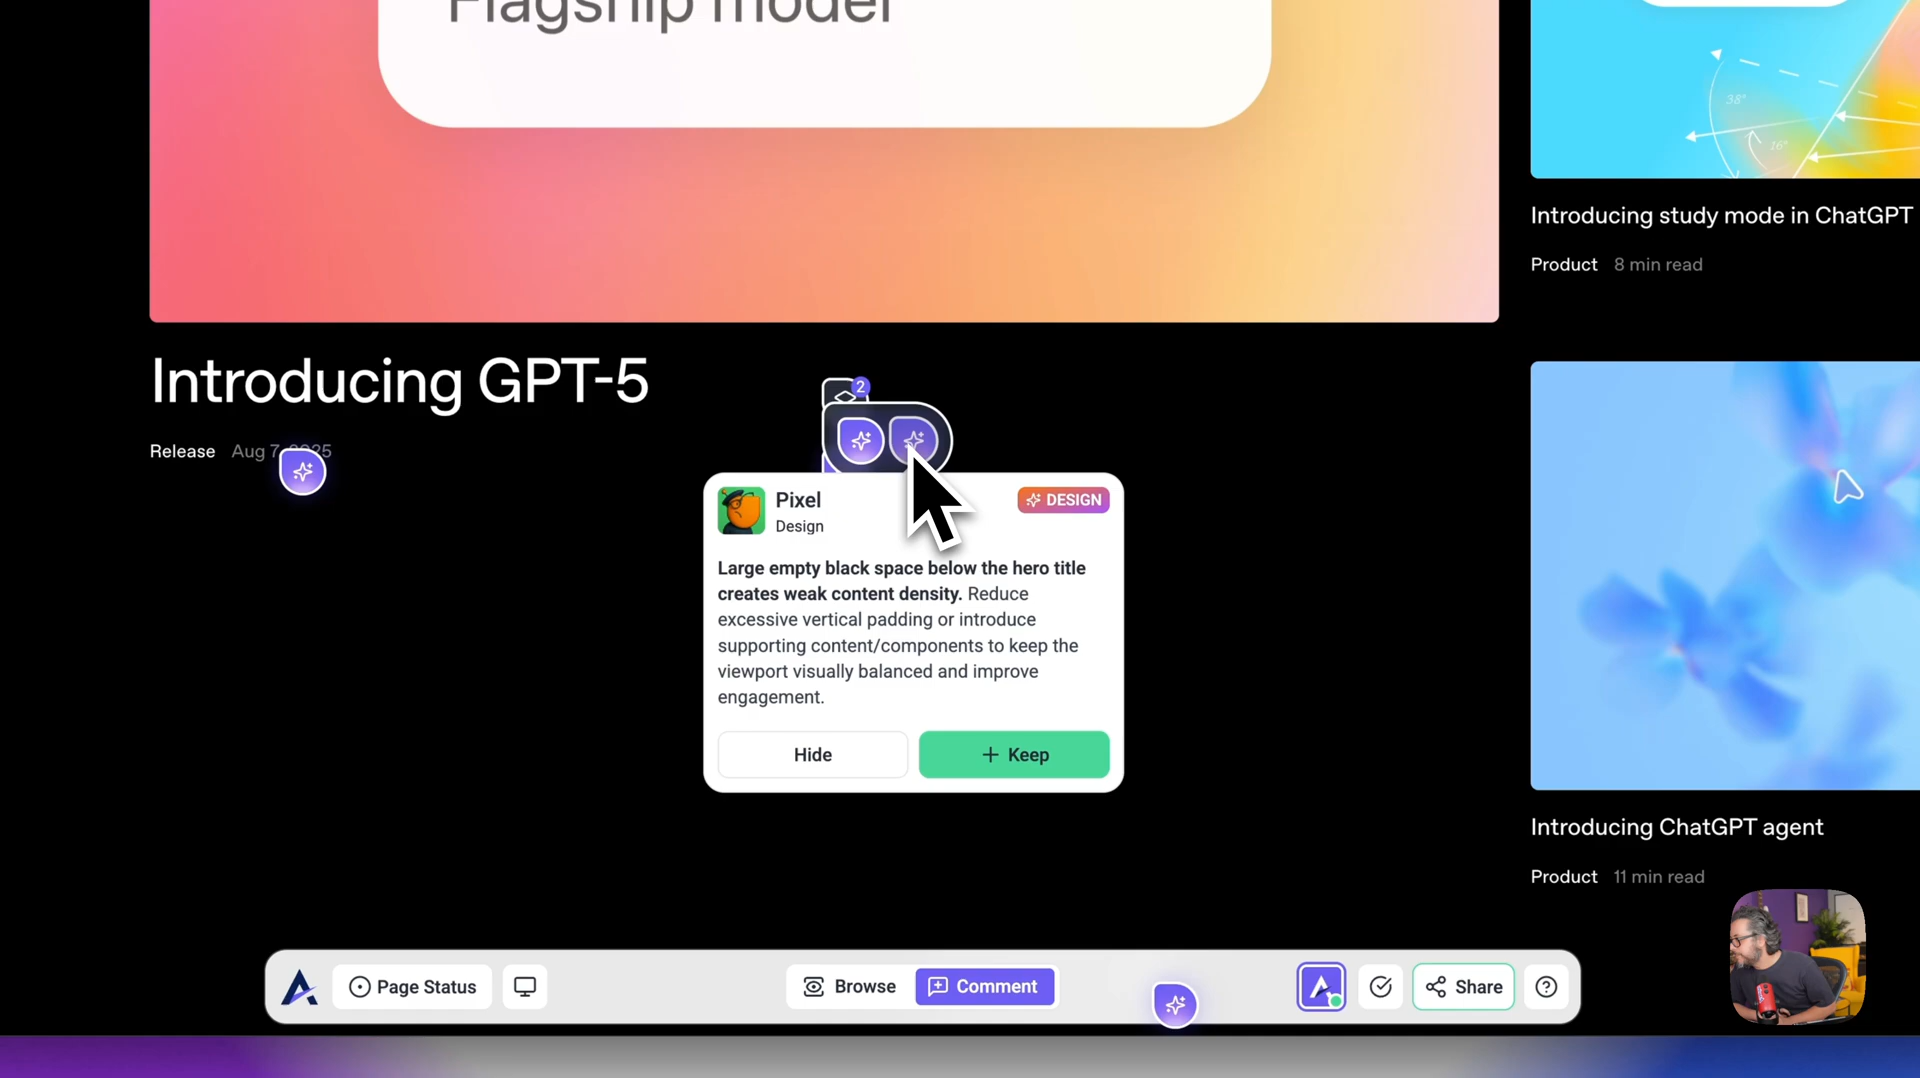 Flagship model
38°
16°
Introducing study mode in ChatGPT
Product 8 min read
Introducing GPT-5
Release Aug 7, 2025
2
Pixel
Design
DESIGN
Large empty black space below the hero title
creates weak content density. Reduce
excessive vertical padding or introduce
supporting content/components to keep the
viewport visually balanced and improve
engagement.
Hide
+ Keep
Introducing ChatGPT agent
Product 11 min read
Page Status
Browse
Comment
Share